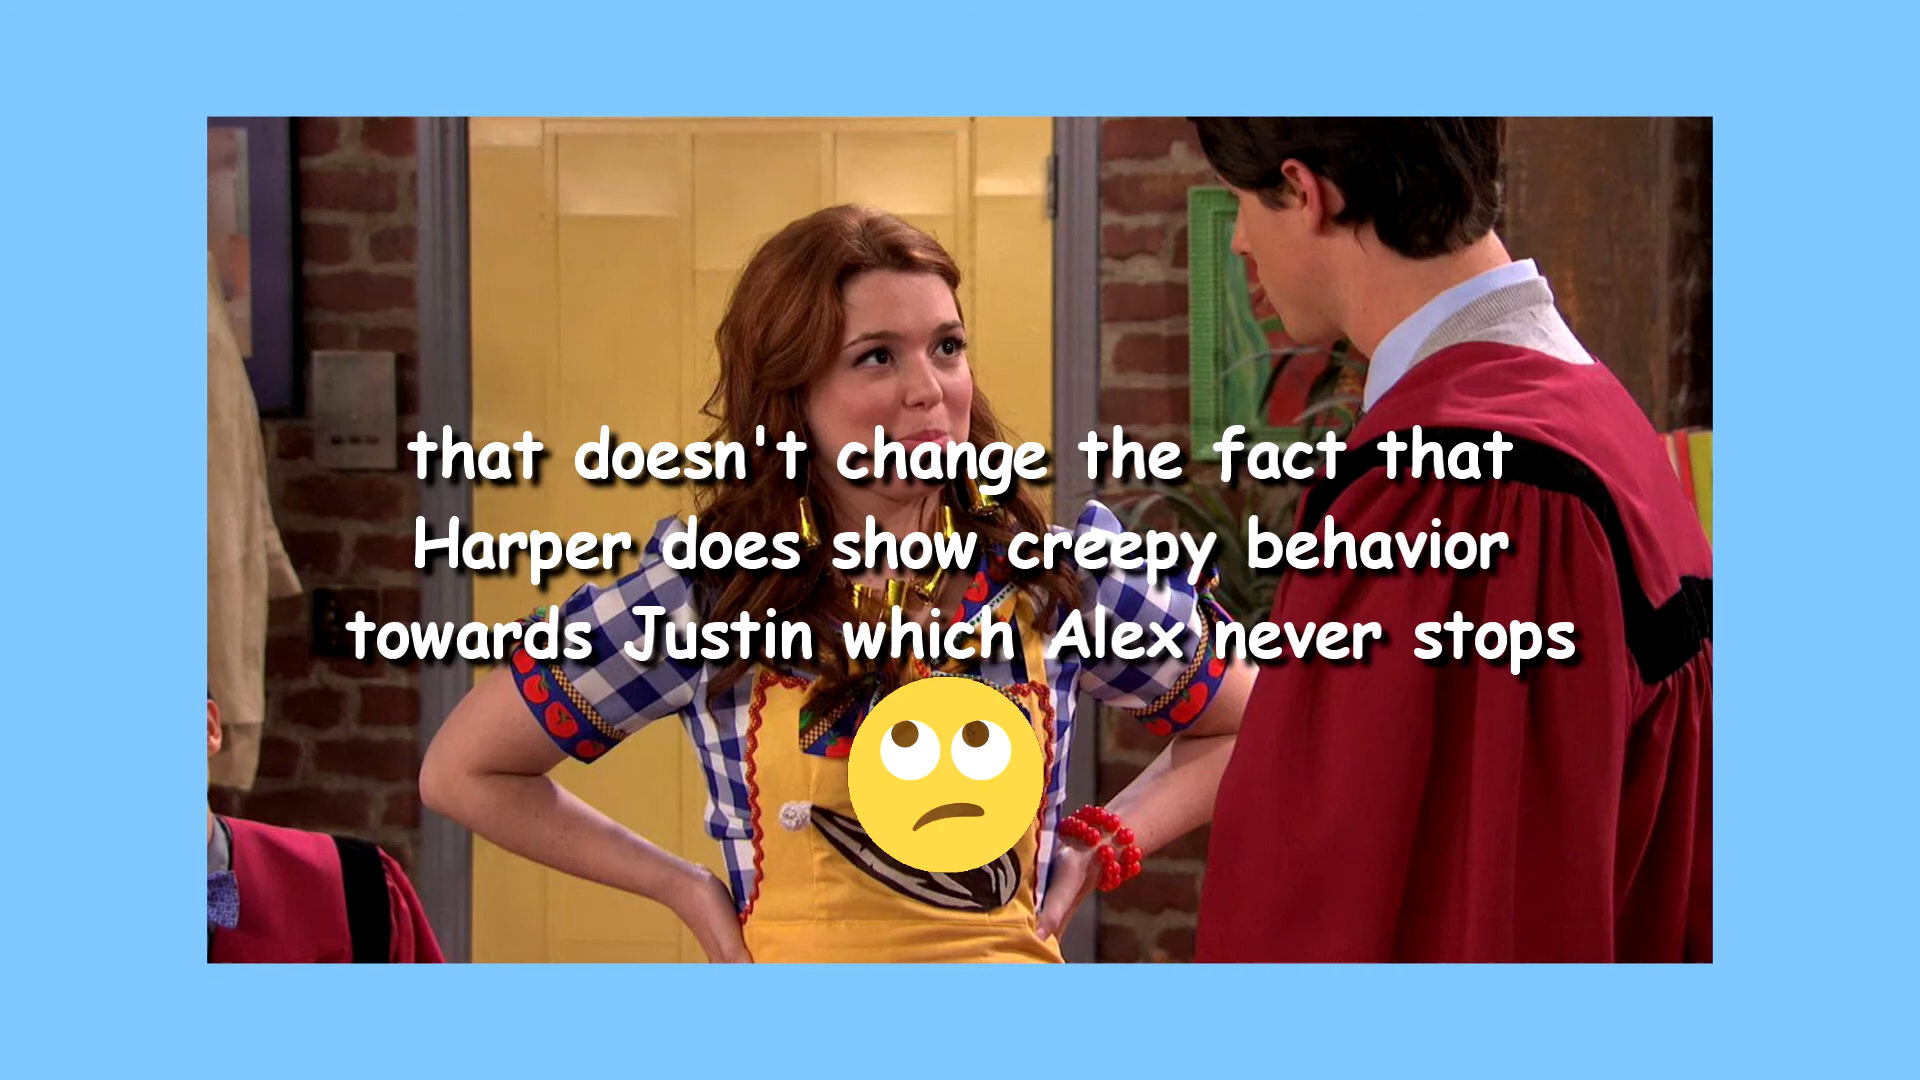 that doesn't change the fact that
Harper does show creepy behavior
towards Justin which Alex never stops